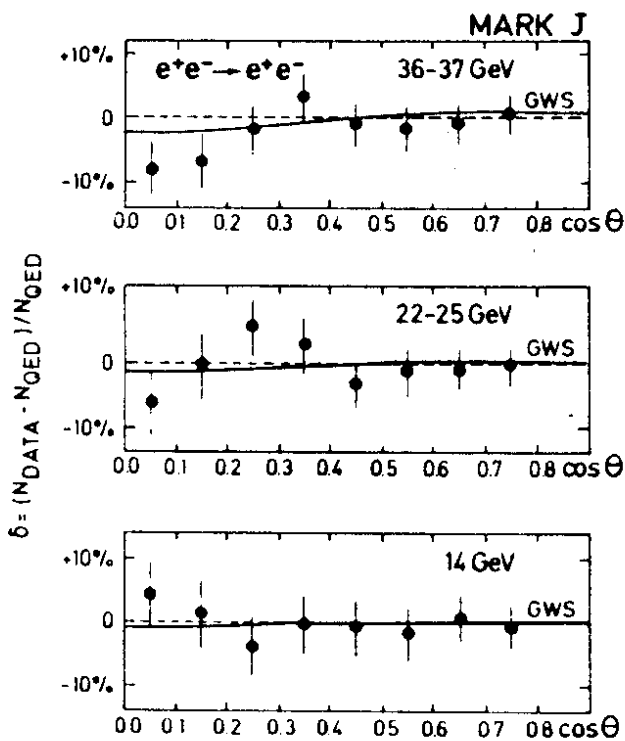 MARK J
+10%
e⁺e⁻→e⁺e⁻
36-37 GeV
GWS
0
-10%
0.0 0.1 0.2 0.3 0.4 0.5 0.6 0.7 0.8 cosθ
δ=(N_DATA - N_QED)/N_QED
+10%
22-25 GeV
GWS
0
-10%
0.0 0.1 0.2 0.3 0.4 0.5 0.6 0.7 0.8 cosθ
+10%
14 GeV
GWS
0
-10%
0.0 0.1 0.2 0.3 0.4 0.5 0.6 0.7 0.8 cosθ